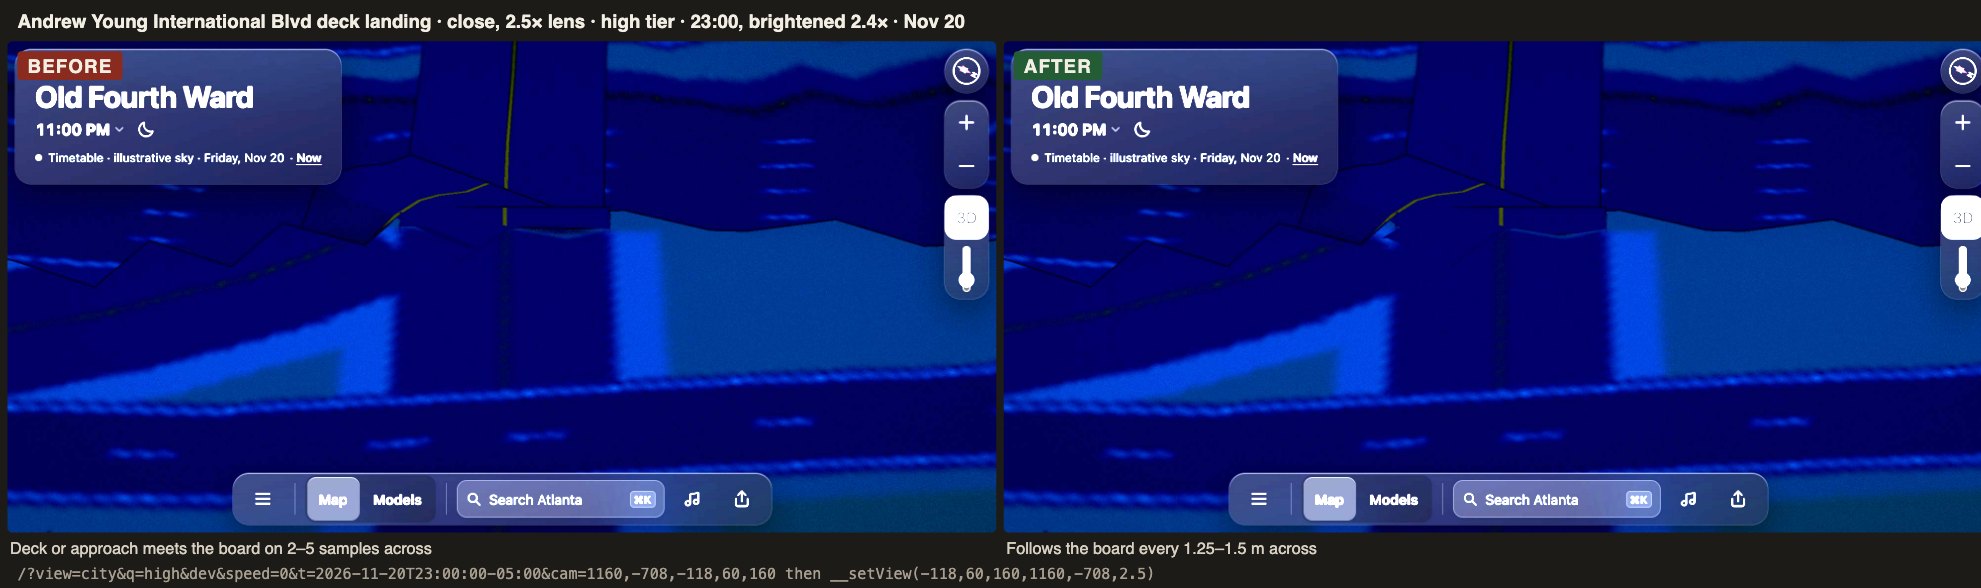 Andrew Young International Blvd deck landing · close, 2.5× lens · high tier · 23:00, brightened 2.4× · Nov 20
BEFORE
Old Fourth Ward
11:00 PM
Timetable · illustrative sky · Friday, Nov 20 · Now
+
−
3D
Map Models Search Atlanta ⌘K
Deck or approach meets the board on 2–5 samples across
AFTER
Old Fourth Ward
11:00 PM
Timetable · illustrative sky · Friday, Nov 20 · Now
+
−
3D
Map Models Search Atlanta ⌘K
Follows the board every 1.25–1.5 m across
/?view=city&q=high&dev&speed=0&t=2026-11-20T23:00:00-05:00&cam=1160,-708,-118,60,160 then __setView(-118,60,160,1160,-708,2.5)